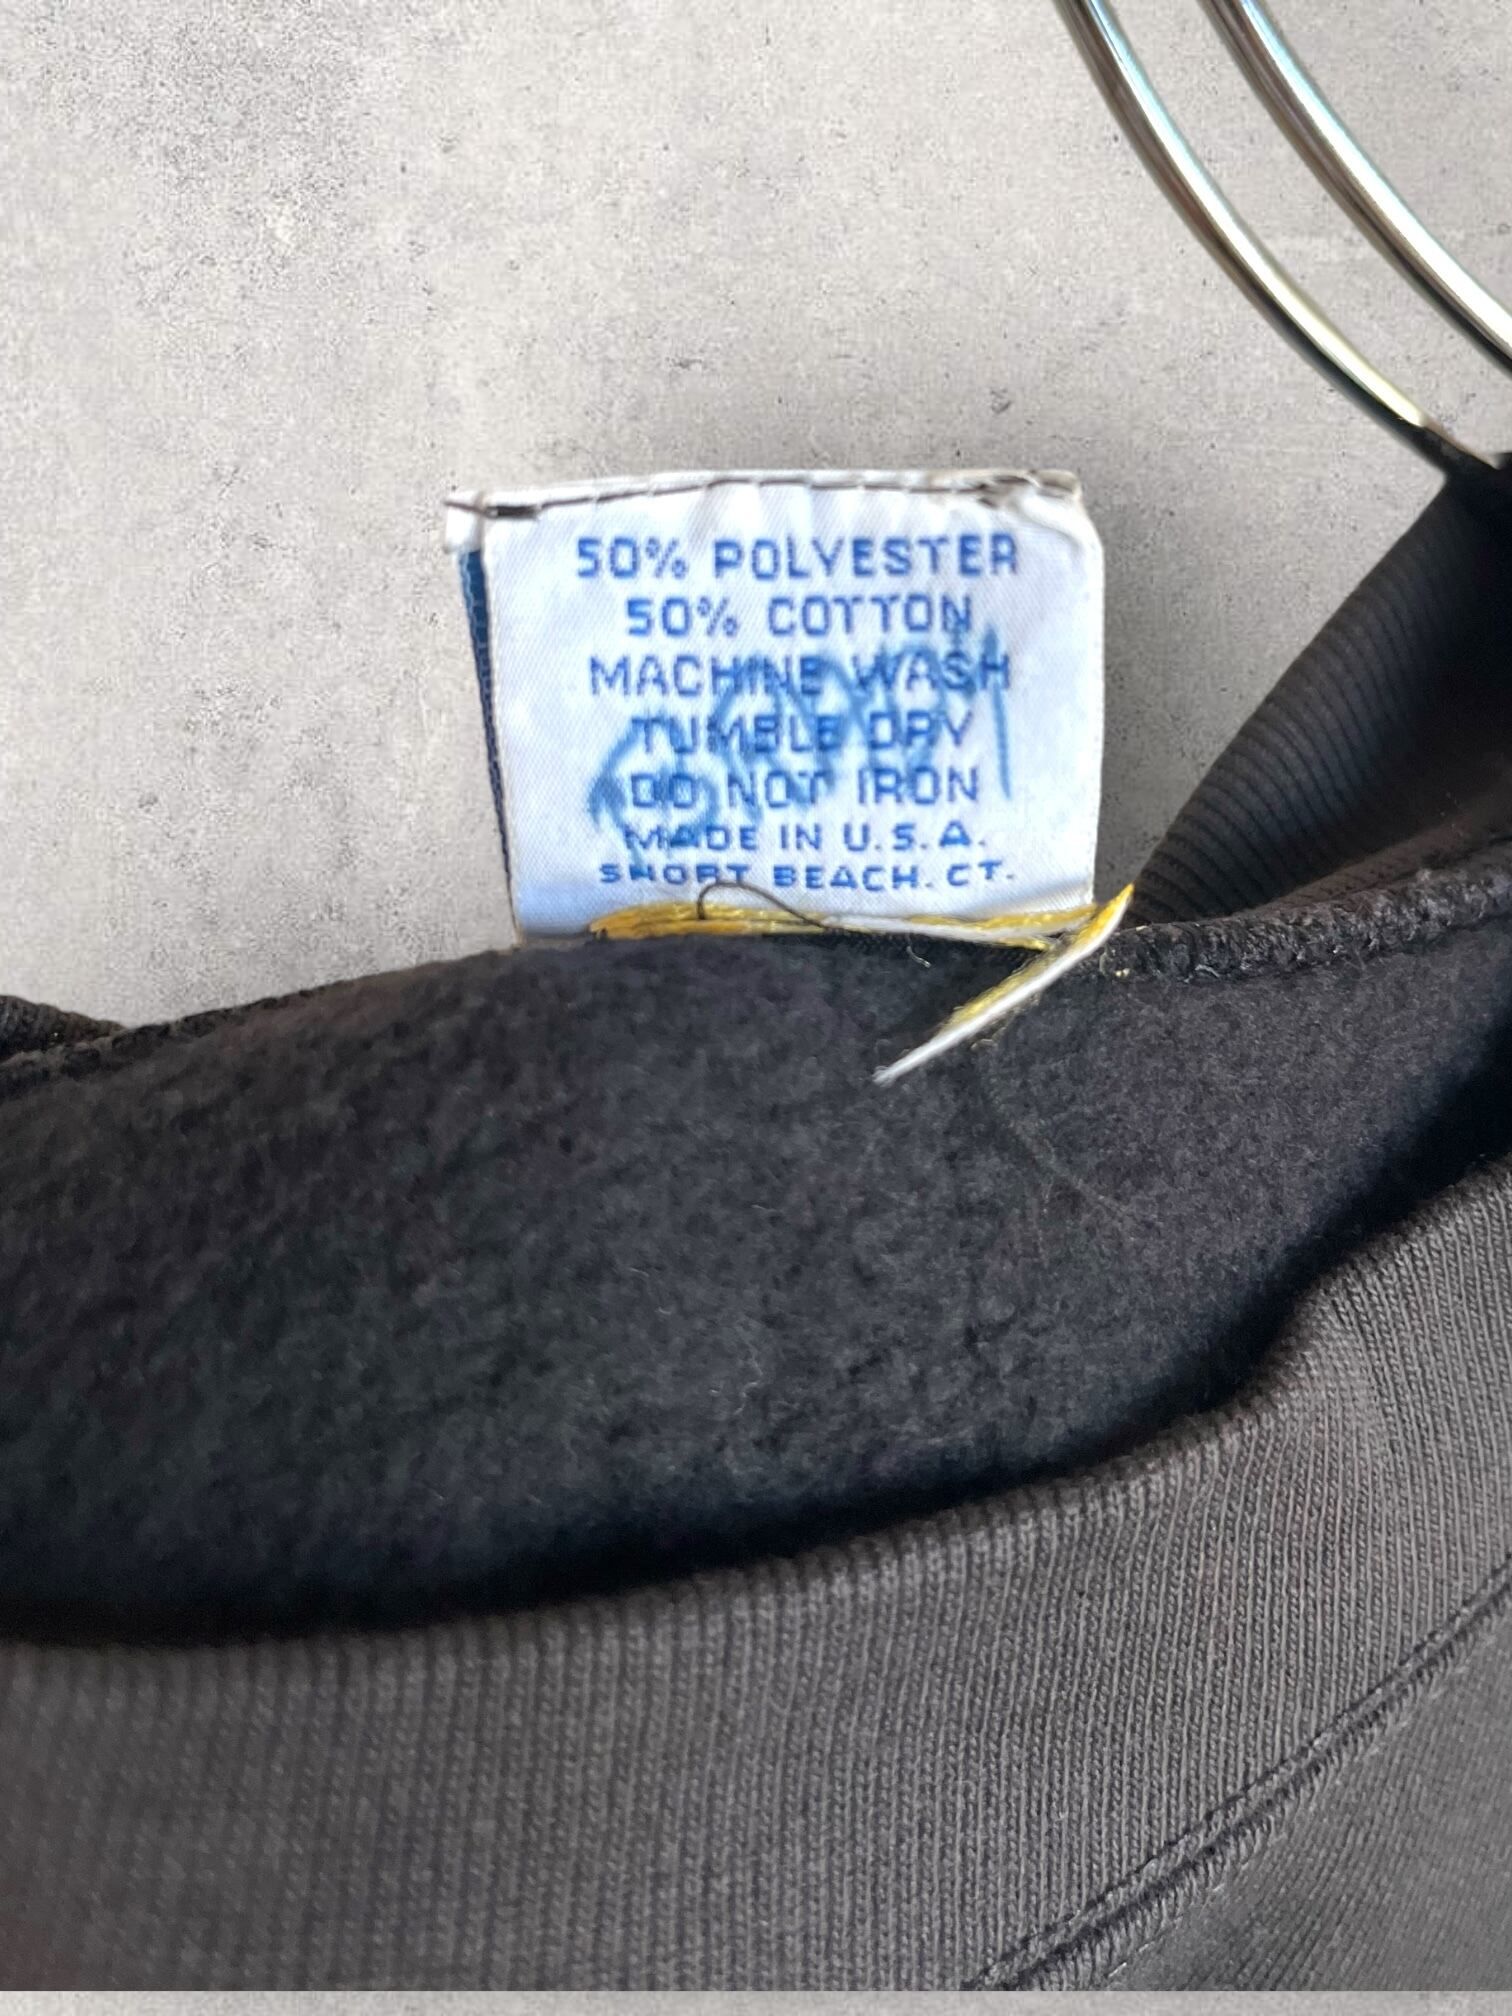 50% POLYESTER
50% COTTON
MACHINE WASH
TUMBLE DRY
DO NOT IRON
MADE IN U.S.A.
SHORT BEACH. CT.